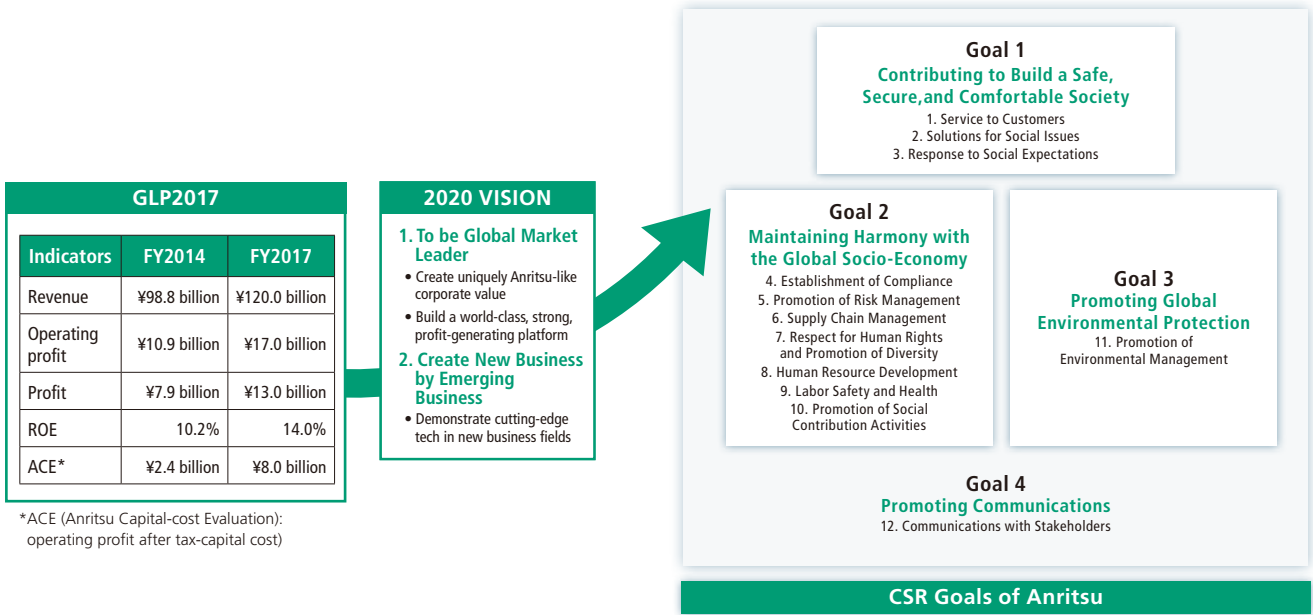 GLP2017
Indicators FY2014 FY2017
Revenue ¥98.8 billion ¥120.0 billion
Operating
profit ¥10.9 billion ¥17.0 billion
Profit ¥7.9 billion ¥13.0 billion
ROE 10.2% 14.0%
ACE* ¥2.4 billion ¥8.0 billion
*ACE (Anritsu Capital-cost Evaluation):
operating profit after tax-capital cost)
2020 VISION
1. To be Global Market
Leader
• Create uniquely Anritsu-like
corporate value
• Build a world-class, strong,
profit-generating platform
2. Create New Business
by Emerging
Business
• Demonstrate cutting-edge
tech in new business fields
Goal 1
Contributing to Build a Safe,
Secure,and Comfortable Society
1. Service to Customers
2. Solutions for Social Issues
3. Response to Social Expectations
Goal 2
Maintaining Harmony with
the Global Socio-Economy
4. Establishment of Compliance
5. Promotion of Risk Management
6. Supply Chain Management
7. Respect for Human Rights
and Promotion of Diversity
8. Human Resource Development
9. Labor Safety and Health
10. Promotion of Social
Contribution Activities
Goal 3
Promoting Global
Environmental Protection
11. Promotion of
Environmental Management
Goal 4
Promoting Communications
12. Communications with Stakeholders
CSR Goals of Anritsu